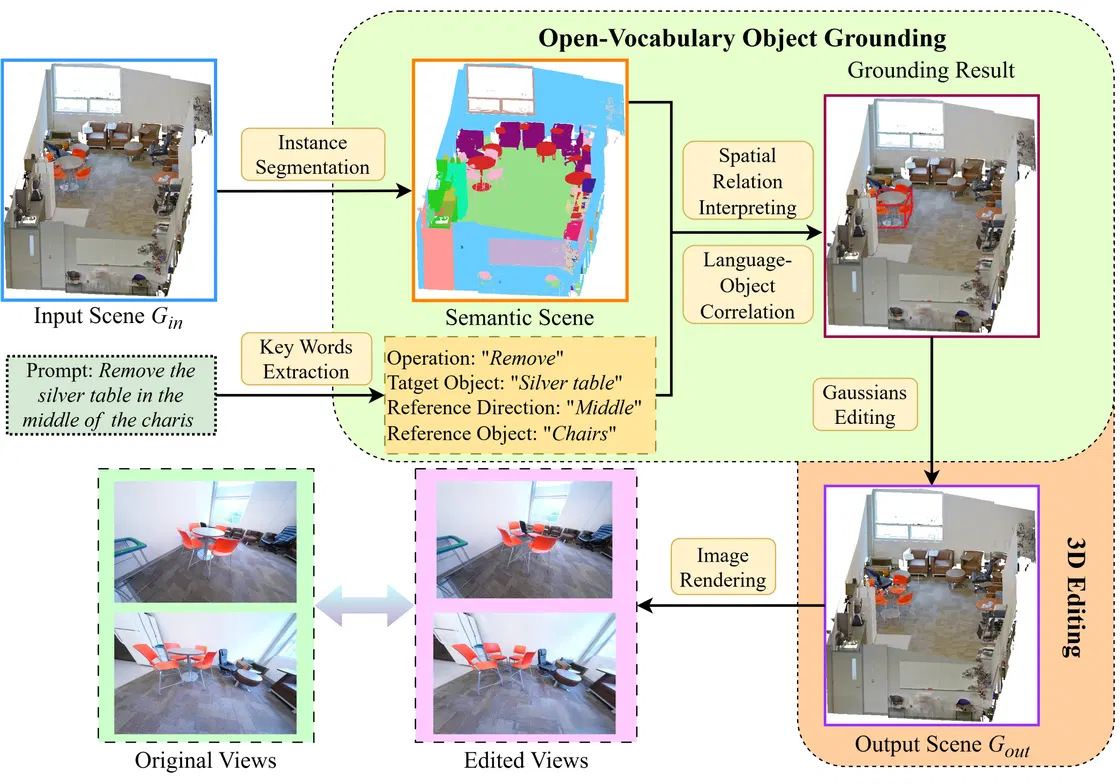 Open-Vocabulary Object Grounding
Grounding Result
Instance
Segmentation
Spatial
Relation
Interpreting
Language-
Object
Correlation
Input Scene G_in
Semantic Scene
Prompt: Remove the
silver table in the
middle of the charis
Key Words
Extraction
Operation: "Remove"
Tatget Object: "Silver table"
Reference Direction: "Middle"
Reference Object: "Chairs"
Gaussians
Editing
Image
Rendering
3D Editing
Original Views
Edited Views
Output Scene G_out